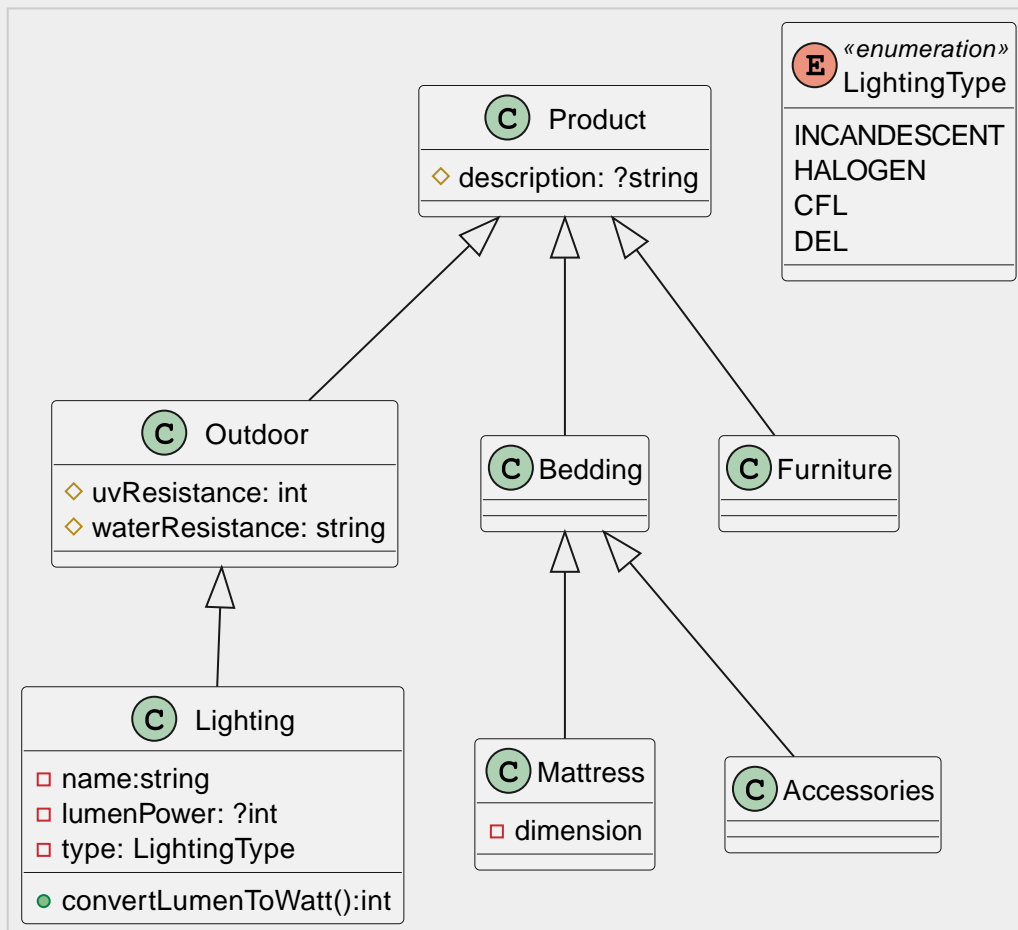 «enumeration»
E LightingType
INCANDESCENT
HALOGEN
CFL
DEL
C Product
description: ?string
C Outdoor
uvResistance: int
waterResistance: string
C Bedding
C Furniture
C Lighting
name:string
lumenPower: ?int
type: LightingType
convertLumenToWatt():int
C Mattress
dimension
C Accessories